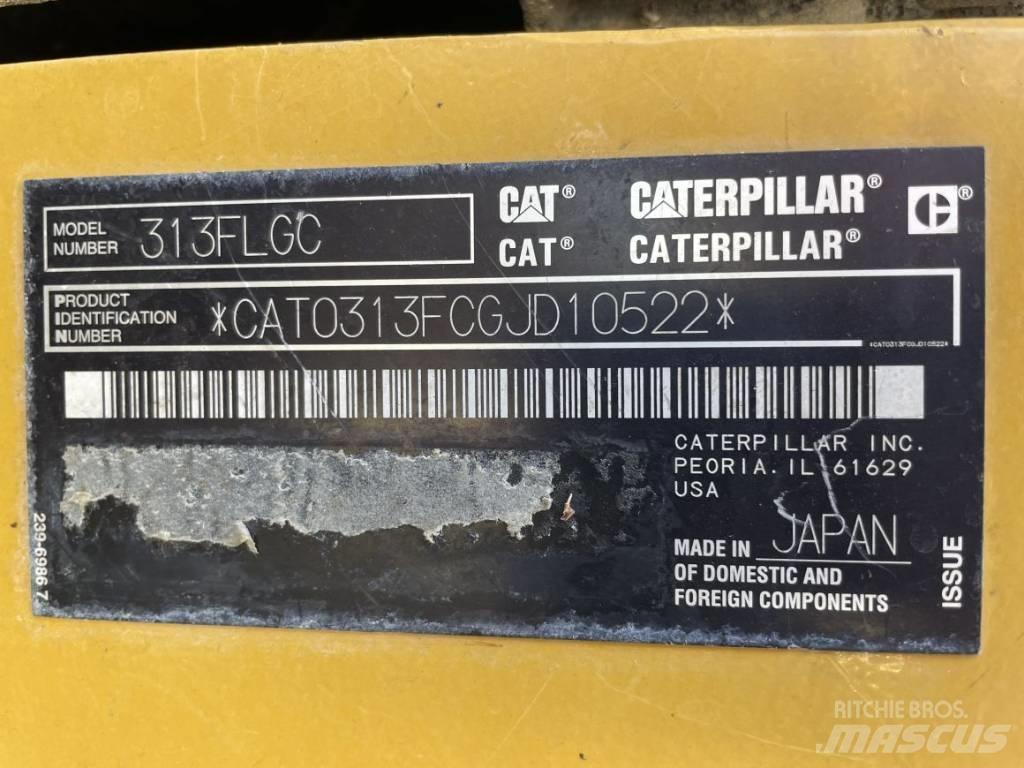 MODEL
NUMBER
313FLGC
CAT® CATERPILLAR® ®
CAT® CATERPILLAR®
PRODUCT
IDENTIFICATION
NUMBER
*CAT0313FCGJD10522*
*CAT0313FCGJD10522*
CATERPILLAR INC.
PEORIA. IL 61629
USA
MADE IN JAPAN
OF DOMESTIC AND
FOREIGN COMPONENTS
239-6986 7
ISSUE
RITCHIE BROS.
MASCUS